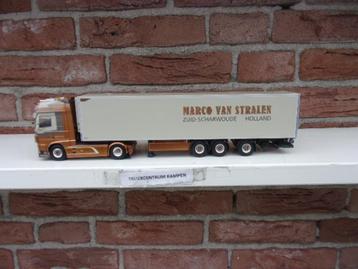 MARCO VAN STRALEN
ZUID-SCHARWOUDE HOLLAND
TRUCKCENTRUM KAMPEN